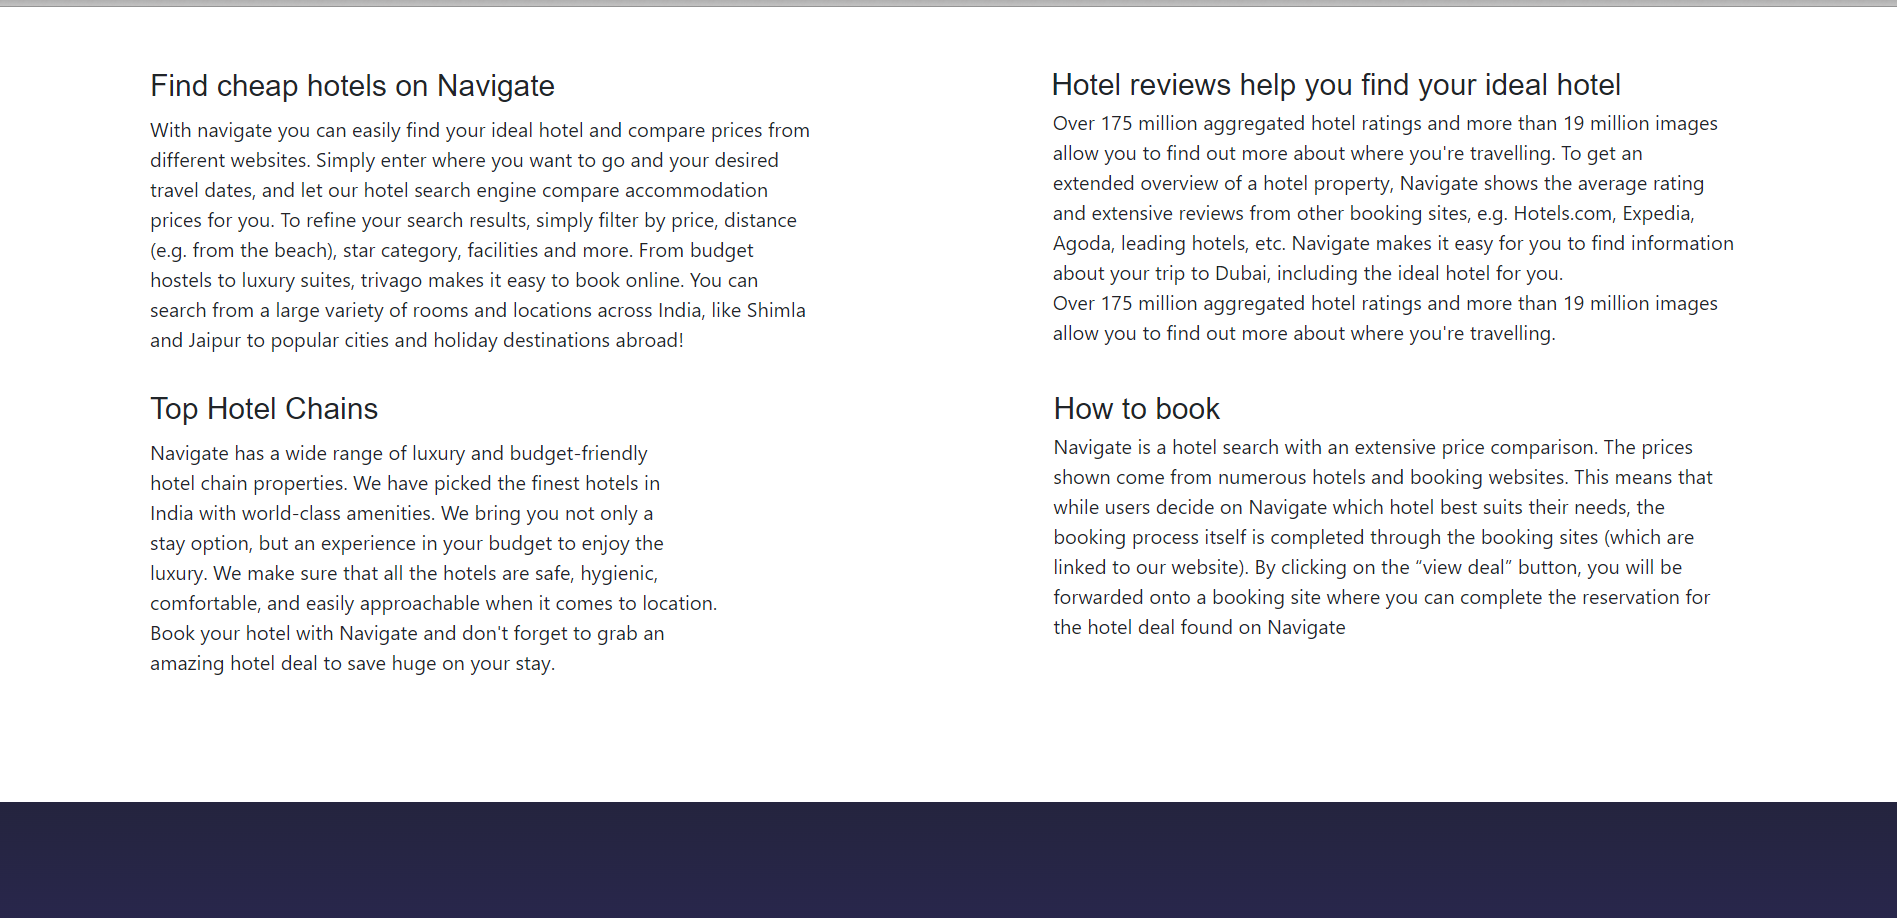 Find cheap hotels on Navigate
With navigate you can easily find your ideal hotel and compare prices from
different websites. Simply enter where you want to go and your desired
travel dates, and let our hotel search engine compare accommodation
prices for you. To refine your search results, simply filter by price, distance
(e.g. from the beach), star category, facilities and more. From budget
hostels to luxury suites, trivago makes it easy to book online. You can
search from a large variety of rooms and locations across India, like Shimla
and Jaipur to popular cities and holiday destinations abroad!
Hotel reviews help you find your ideal hotel
Over 175 million aggregated hotel ratings and more than 19 million images
allow you to find out more about where you're travelling. To get an
extended overview of a hotel property, Navigate shows the average rating
and extensive reviews from other booking sites, e.g. Hotels.com, Expedia,
Agoda, leading hotels, etc. Navigate makes it easy for you to find information
about your trip to Dubai, including the ideal hotel for you.
Over 175 million aggregated hotel ratings and more than 19 million images
allow you to find out more about where you're travelling.
Top Hotel Chains
Navigate has a wide range of luxury and budget-friendly
hotel chain properties. We have picked the finest hotels in
India with world-class amenities. We bring you not only a
stay option, but an experience in your budget to enjoy the
luxury. We make sure that all the hotels are safe, hygienic,
comfortable, and easily approachable when it comes to location.
Book your hotel with Navigate and don't forget to grab an
amazing hotel deal to save huge on your stay.
How to book
Navigate is a hotel search with an extensive price comparison. The prices
shown come from numerous hotels and booking websites. This means that
while users decide on Navigate which hotel best suits their needs, the
booking process itself is completed through the booking sites (which are
linked to our website). By clicking on the “view deal” button, you will be
forwarded onto a booking site where you can complete the reservation for
the hotel deal found on Navigate